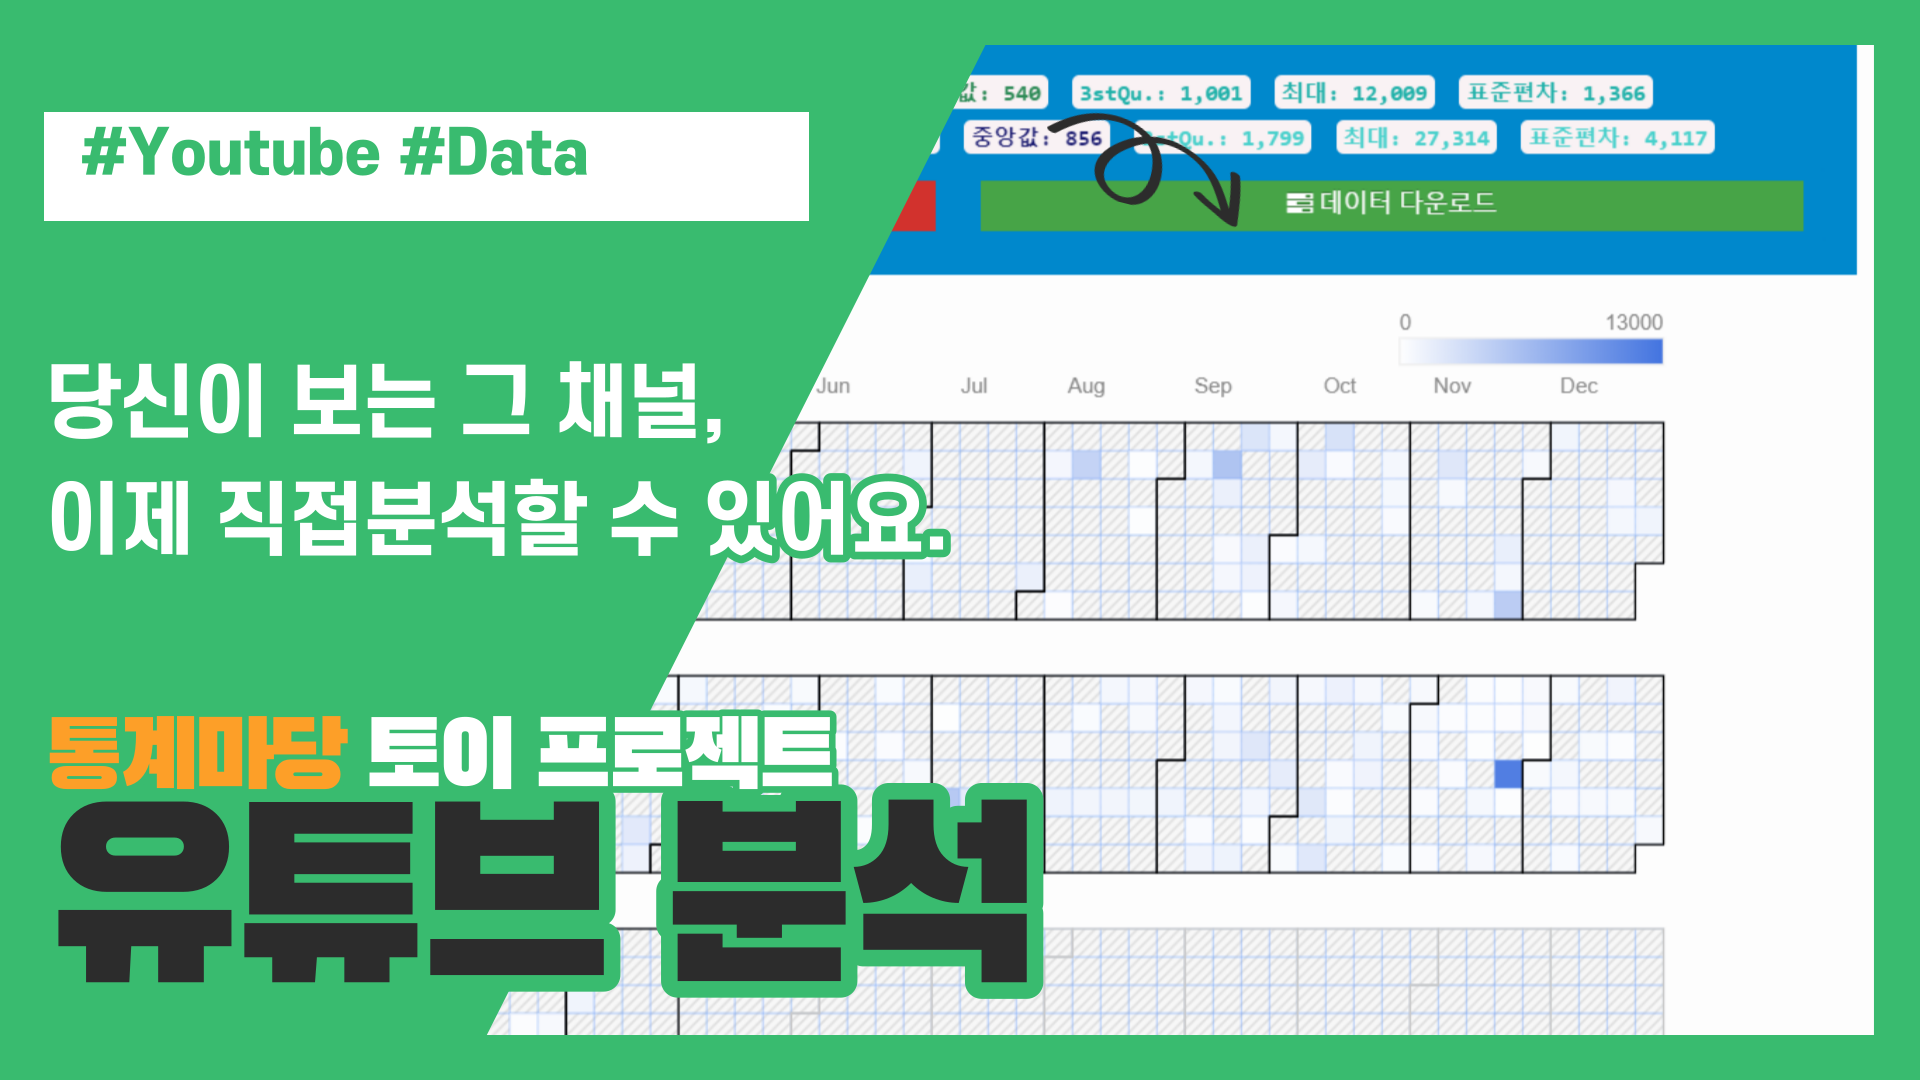 #Youtube #Data
당신이 보는 그 채널,
이제 직접분석할 수 있어요.
통계마당 토이 프로젝트
유튜브 분석
값: 540 3stQu.: 1,001 최대: 12,009 표준편차: 1,366
중앙값: 856 3stQu.: 1,799 최대: 27,314 표준편차: 4,117
데이터 다운로드
0 13000
Jun Jul Aug Sep Oct Nov Dec